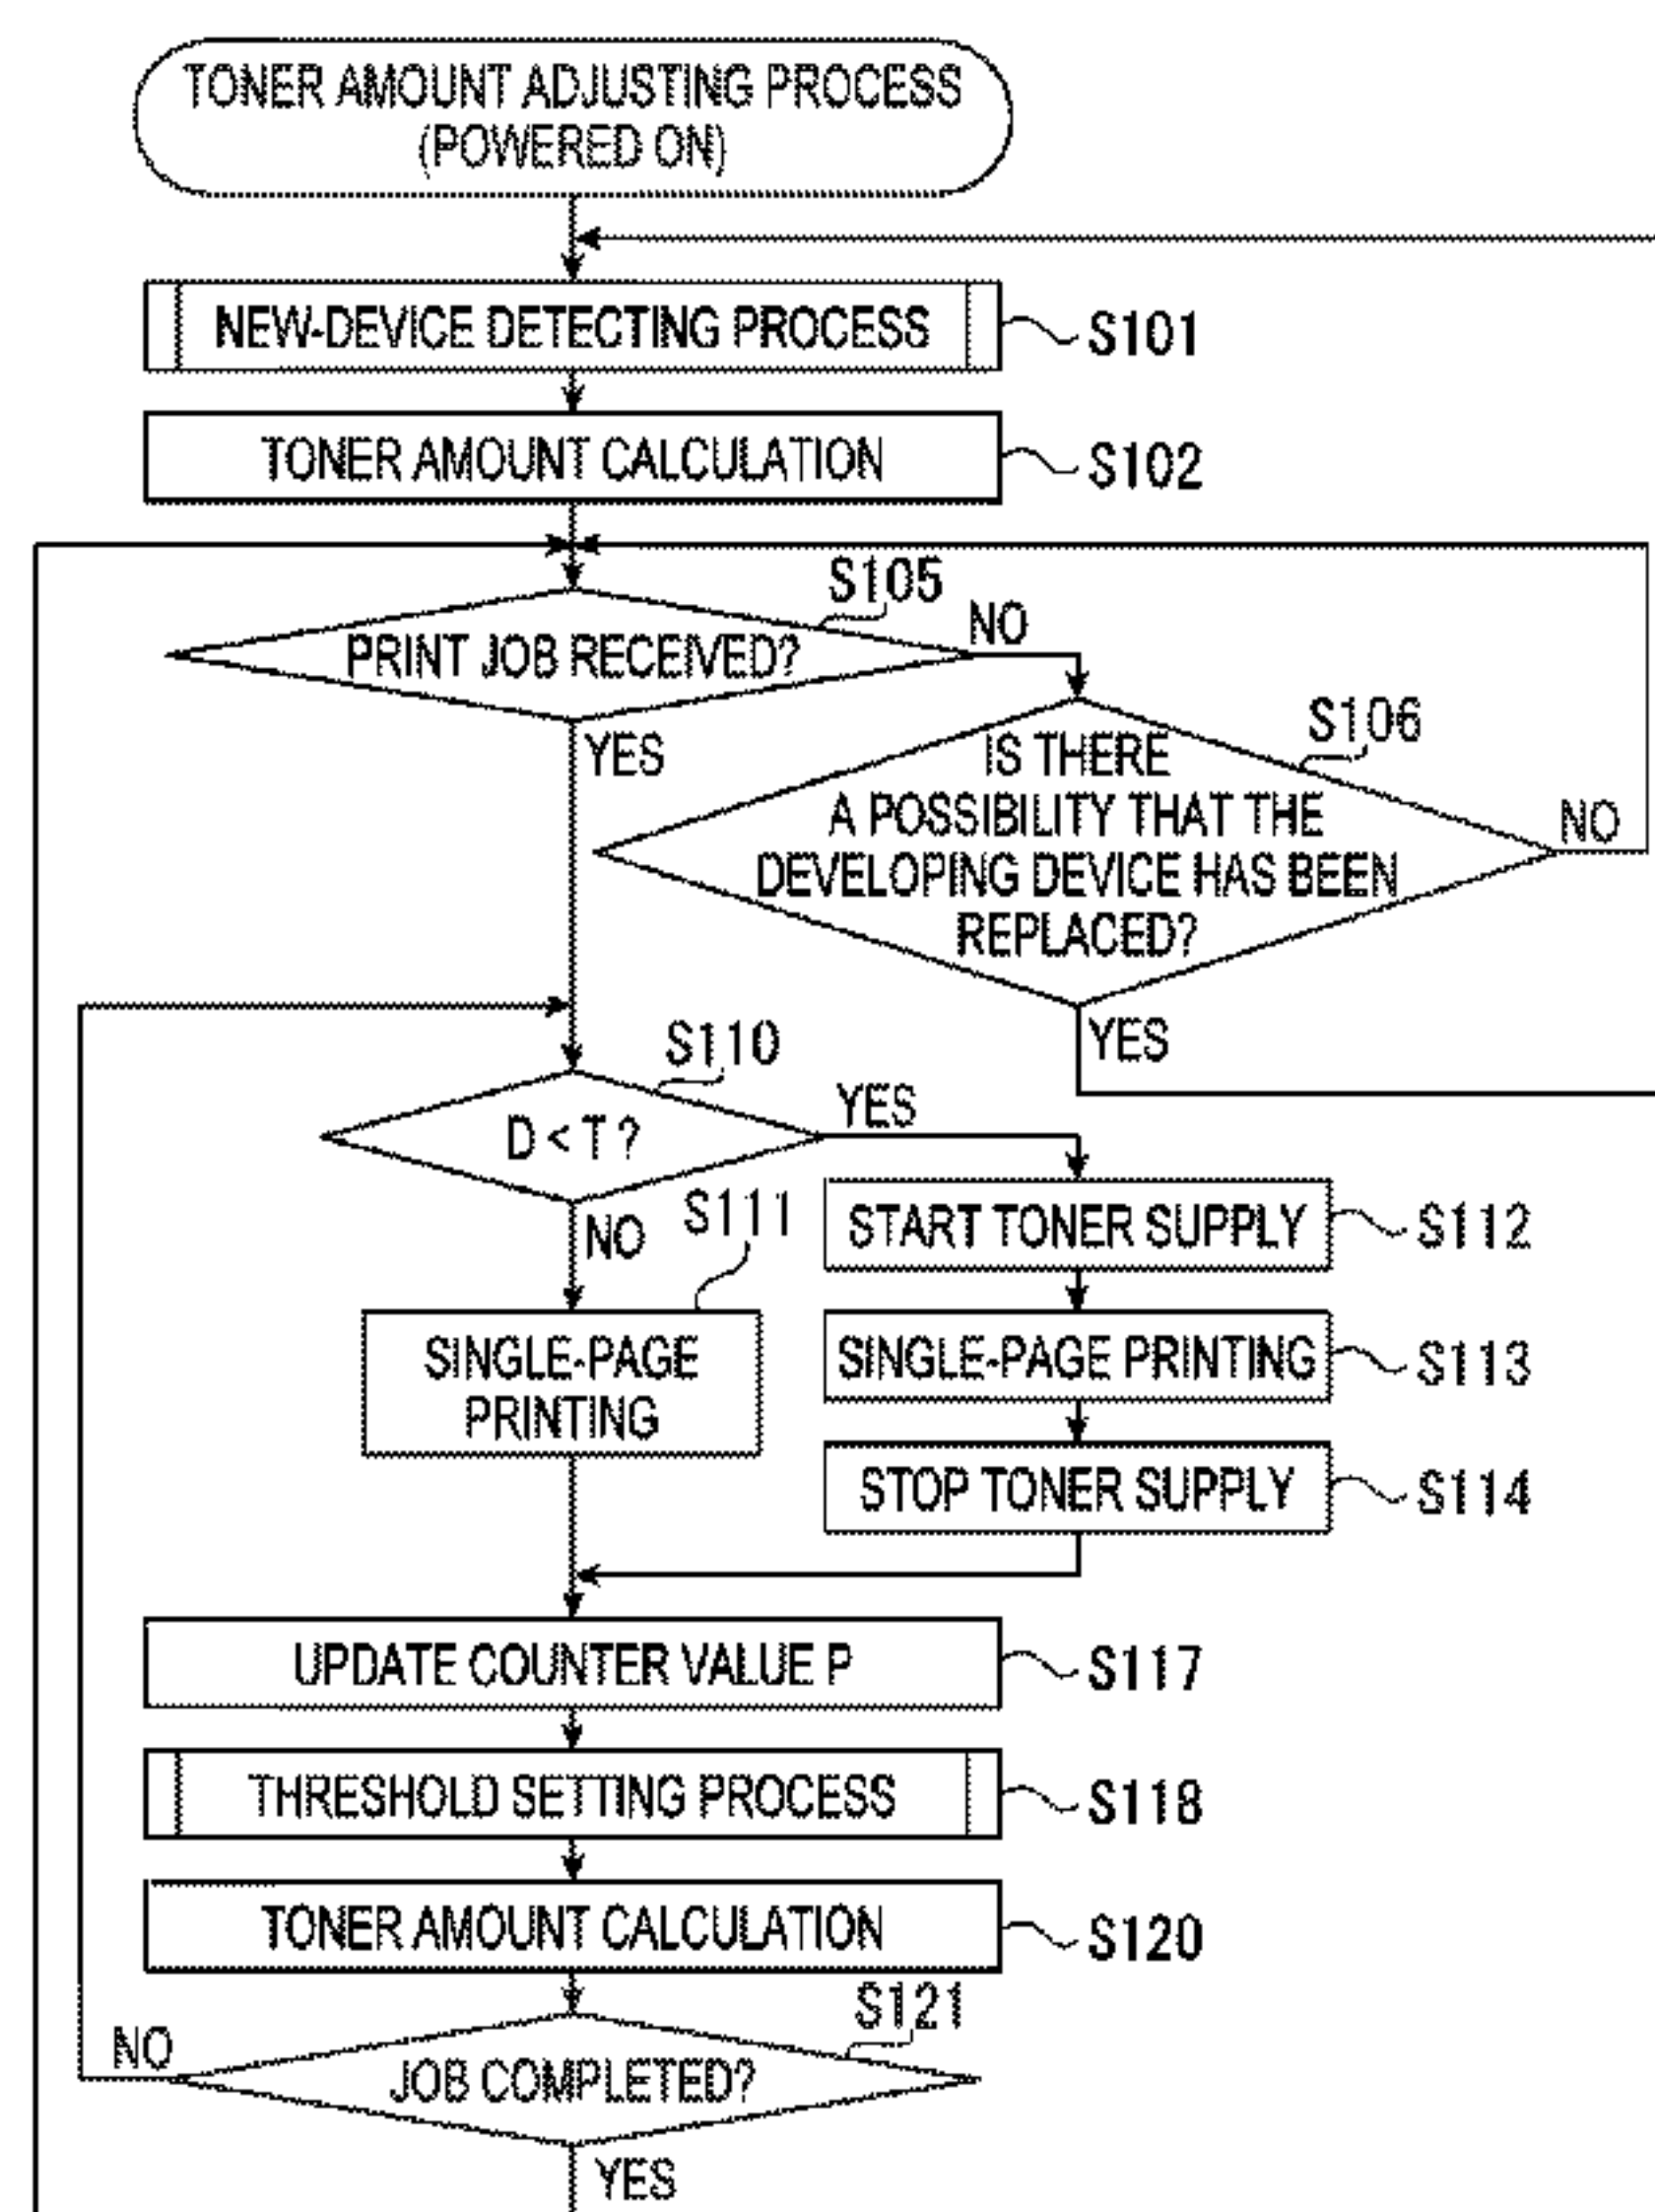 TONER AMOUNT ADJUSTING PROCESS
(POWERED ON)
NEW-DEVICE DETECTING PROCESS
S101
TONER AMOUNT CALCULATION
S102
S105
PRINT JOB RECEIVED?
NO
YES
S106
IS THERE
A POSSIBILITY THAT THE
DEVELOPING DEVICE HAS BEEN
REPLACED?
NO
YES
S110
D < T ?
YES
NO
S111
SINGLE-PAGE
PRINTING
START TONER SUPPLY
S112
SINGLE-PAGE PRINTING
S113
STOP TONER SUPPLY
S114
UPDATE COUNTER VALUE P
S117
THRESHOLD SETTING PROCESS
S118
TONER AMOUNT CALCULATION
S120
S121
JOB COMPLETED?
NO
YES